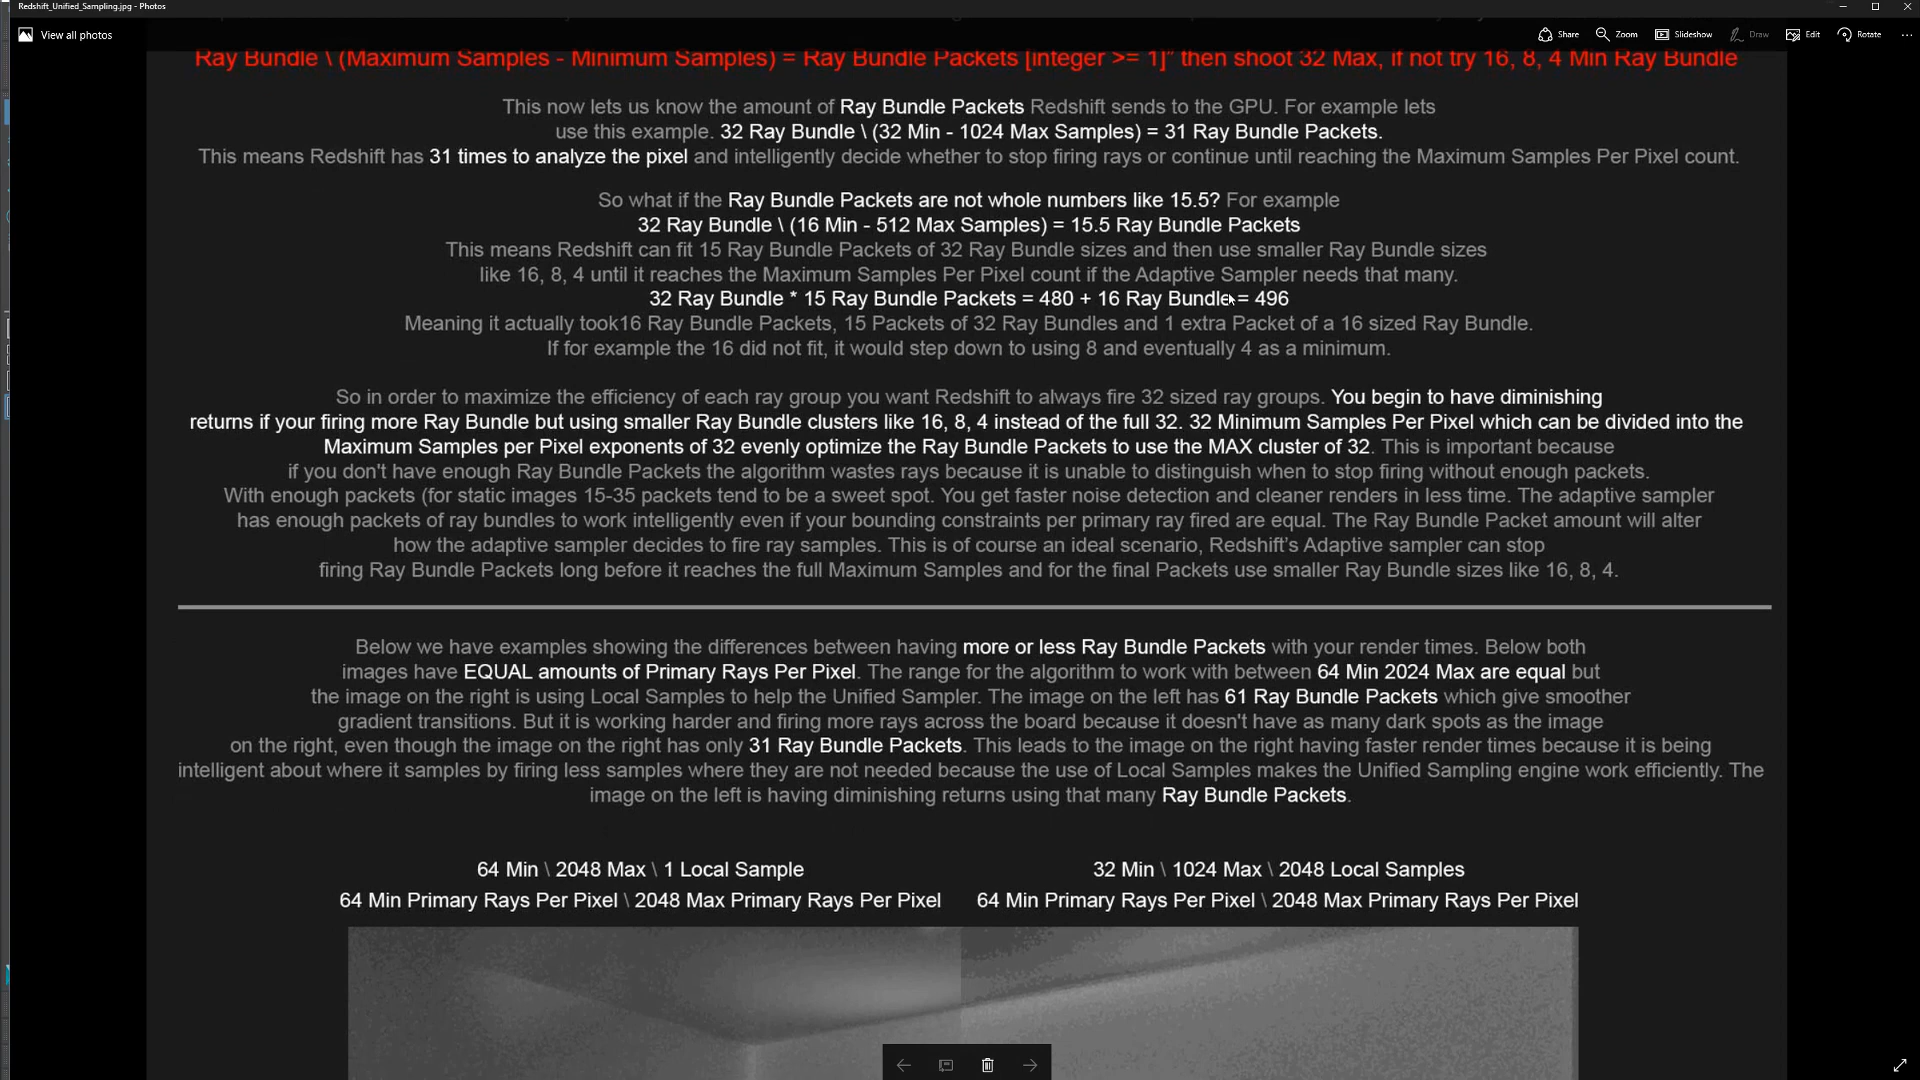 Redshift_Unified_Sampling.jpg - Photos
View all photos
Share
Zoom
Slideshow
Draw
Edit
Rotate
Ray Bundle \ (Maximum Samples - Minimum Samples) = Ray Bundle Packets [integer >= 1]" then shoot 32 Max, if not try 16, 8, 4 Min Ray Bundle
This now lets us know the amount of Ray Bundle Packets Redshift sends to the GPU. For example lets
use this example. 32 Ray Bundle \ (32 Min - 1024 Max Samples) = 31 Ray Bundle Packets.
This means Redshift has 31 times to analyze the pixel and intelligently decide whether to stop firing rays or continue until reaching the Maximum Samples Per Pixel count.
So what if the Ray Bundle Packets are not whole numbers like 15.5? For example
32 Ray Bundle \ (16 Min - 512 Max Samples) = 15.5 Ray Bundle Packets
This means Redshift can fit 15 Ray Bundle Packets of 32 Ray Bundle sizes and then use smaller Ray Bundle sizes
like 16, 8, 4 until it reaches the Maximum Samples Per Pixel count if the Adaptive Sampler needs that many.
32 Ray Bundle * 15 Ray Bundle Packets = 480 + 16 Ray Bundle = 496
Meaning it actually took16 Ray Bundle Packets, 15 Packets of 32 Ray Bundles and 1 extra Packet of a 16 sized Ray Bundle.
If for example the 16 did not fit, it would step down to using 8 and eventually 4 as a minimum.
So in order to maximize the efficiency of each ray group you want Redshift to always fire 32 sized ray groups. You begin to have diminishing
returns if your firing more Ray Bundle but using smaller Ray Bundle clusters like 16, 8, 4 instead of the full 32. 32 Minimum Samples Per Pixel which can be divided into the
Maximum Samples per Pixel exponents of 32 evenly optimize the Ray Bundle Packets to use the MAX cluster of 32. This is important because
if you don't have enough Ray Bundle Packets the algorithm wastes rays because it is unable to distinguish when to stop firing without enough packets.
With enough packets (for static images 15-35 packets tend to be a sweet spot. You get faster noise detection and cleaner renders in less time. The adaptive sampler
has enough packets of ray bundles to work intelligently even if your bounding constraints per primary ray fired are equal. The Ray Bundle Packet amount will alter
how the adaptive sampler decides to fire ray samples. This is of course an ideal scenario, Redshift's Adaptive sampler can stop
firing Ray Bundle Packets long before it reaches the full Maximum Samples and for the final Packets use smaller Ray Bundle sizes like 16, 8, 4.
Below we have examples showing the differences between having more or less Ray Bundle Packets with your render times. Below both
images have EQUAL amounts of Primary Rays Per Pixel. The range for the algorithm to work with between 64 Min 2024 Max are equal but
the image on the right is using Local Samples to help the Unified Sampler. The image on the left has 61 Ray Bundle Packets which give smoother
gradient transitions. But it is working harder and firing more rays across the board because it doesn't have as many dark spots as the image
on the right, even though the image on the right has only 31 Ray Bundle Packets. This leads to the image on the right having faster render times because it is being
intelligent about where it samples by firing less samples where they are not needed because the use of Local Samples makes the Unified Sampling engine work efficiently. The
image on the left is having diminishing returns using that many Ray Bundle Packets.
64 Min \ 2048 Max \ 1 Local Sample
64 Min Primary Rays Per Pixel \ 2048 Max Primary Rays Per Pixel
32 Min \ 1024 Max \ 2048 Local Samples
64 Min Primary Rays Per Pixel \ 2048 Max Primary Rays Per Pixel